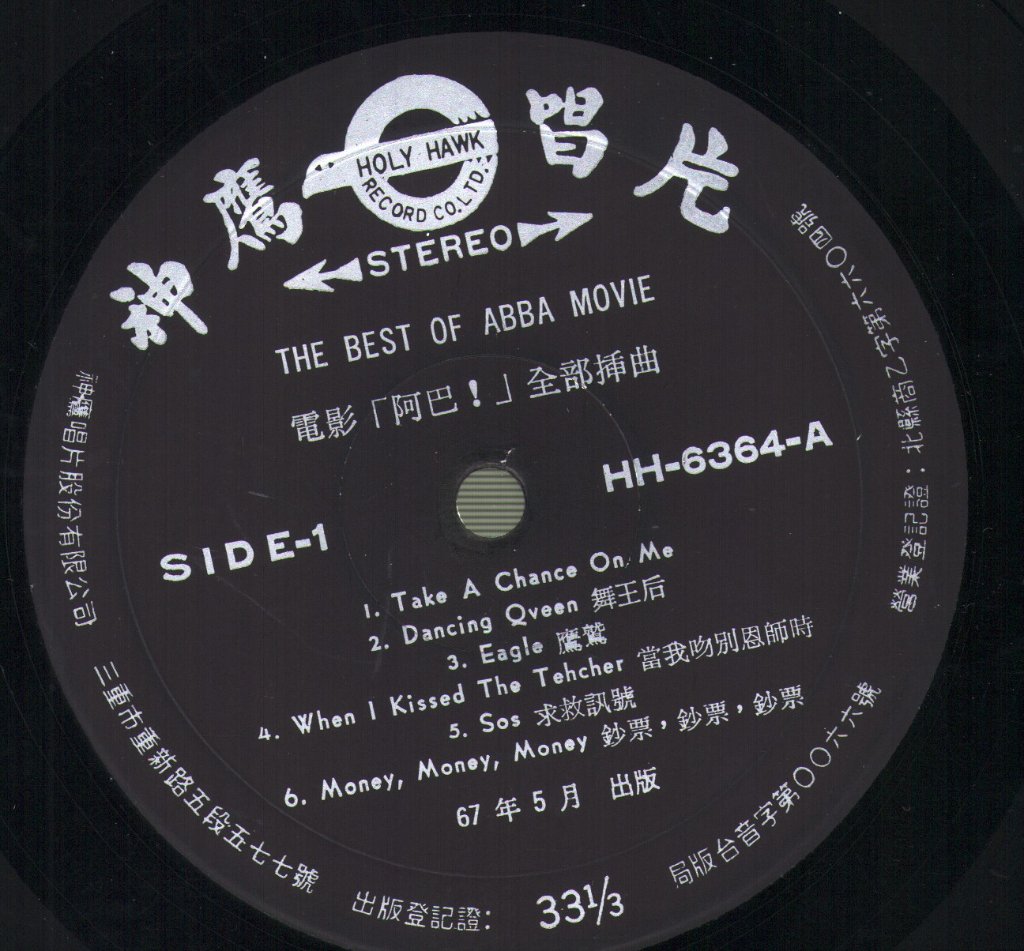 神鷹唱片
HOLY HAWK
RECORD CO.LTD.
STEREO
THE BEST OF ABBA MOVIE
電影「阿巴!」全部挿曲
HH-6364-A
SIDE-1
1. Take A Chance On Me
2. Dancing Qveen 舞王后
3. Eagle 鷹鷲
4. When I Kissed The Tehcher 當我吻別恩師時
5. Sos 求救訊號
6. Money, Money, Money 鈔票,鈔票,鈔票
67年5月 出版
33⅓
神鷹唱片股份有限公司
三重市重新路五段五七七號
出版登記證:
局版台音字第〇〇六六號
營業登記證:北縣商乙字第六六〇四號